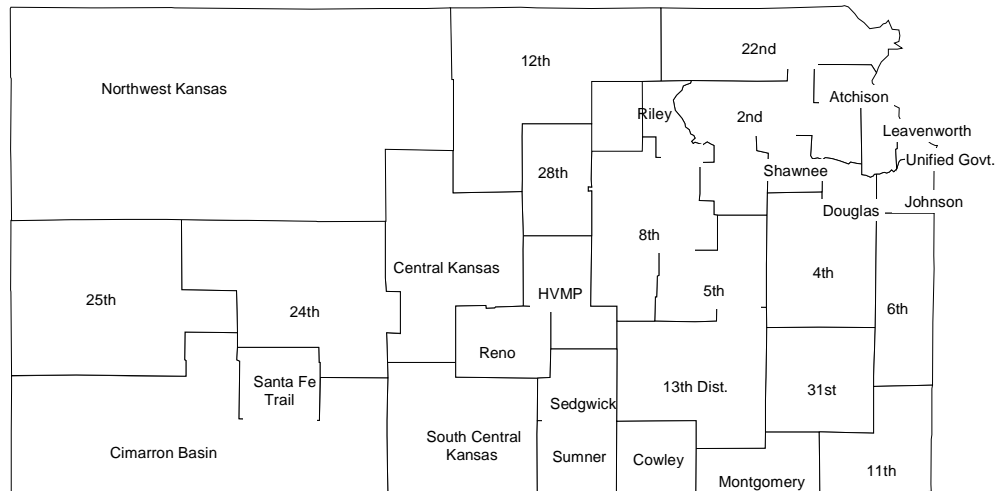 22nd
12th
Northwest Kansas
Atchison
Riley
2nd
Leavenworth
Unified Govt.
28th
Shawnee
Johnson
Douglas
8th
Central Kansas
4th
5th
HVMP
25th
24th
6th
Reno
Santa Fe
Trail
13th Dist.
31st
Sedgwick
South Central
Kansas
Cimarron Basin
Sumner
Cowley
11th
Montgomery